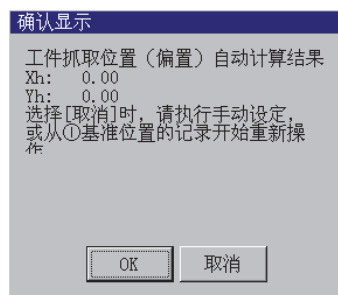 确认显示
工件抓取位置（偏置）自动计算结果
Xh: 0.00
Yh: 0.00
选择[取消]时，请执行手动设定，
或从①基准位置的记录开始重新操
作
OK
取消